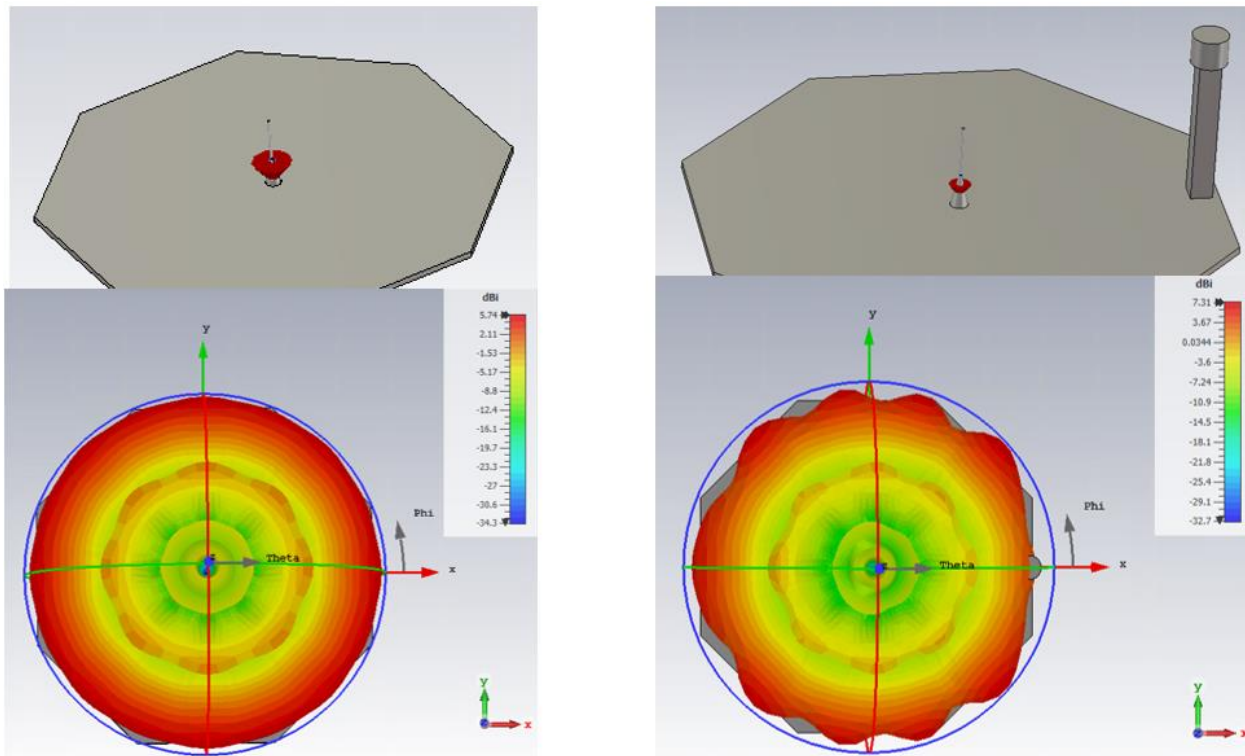 dBi
5.74
2.11
-1.53
-5.17
-8.8
-12.4
-16.1
-19.7
-23.3
-27
-30.6
-34.3
y
Phi
Theta
x
y
x
dBi
7.31
3.67
0.0344
-3.6
-7.24
-10.9
-14.5
-18.2
-21.8
-25.4
-29.1
-32.7
y
Phi
Theta
x
y
x